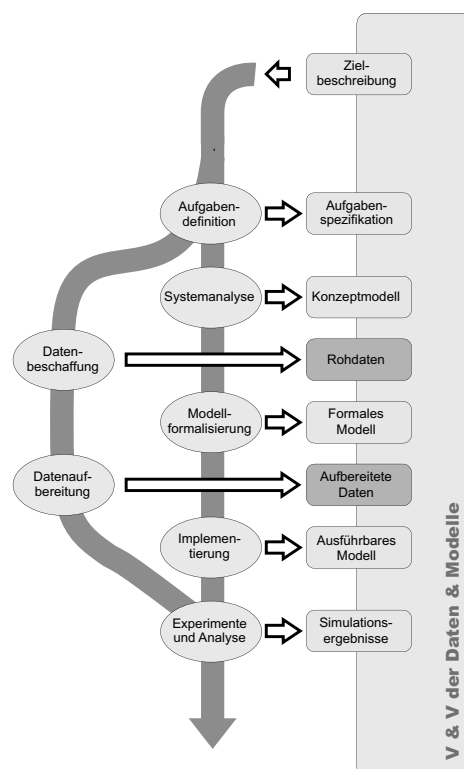 Ziel-
beschreibung
Aufgaben-
definition
Aufgaben-
spezifikation
Systemanalyse
Konzeptmodell
Daten-
beschaffung
Rohdaten
Modell-
formalisierung
Formales
Modell
Datenauf-
bereitung
Aufbereitete
Daten
Implemen-
tierung
Ausführbares
Modell
Experimente
und Analyse
Simulations-
ergebnisse
V & V der Daten & Modelle